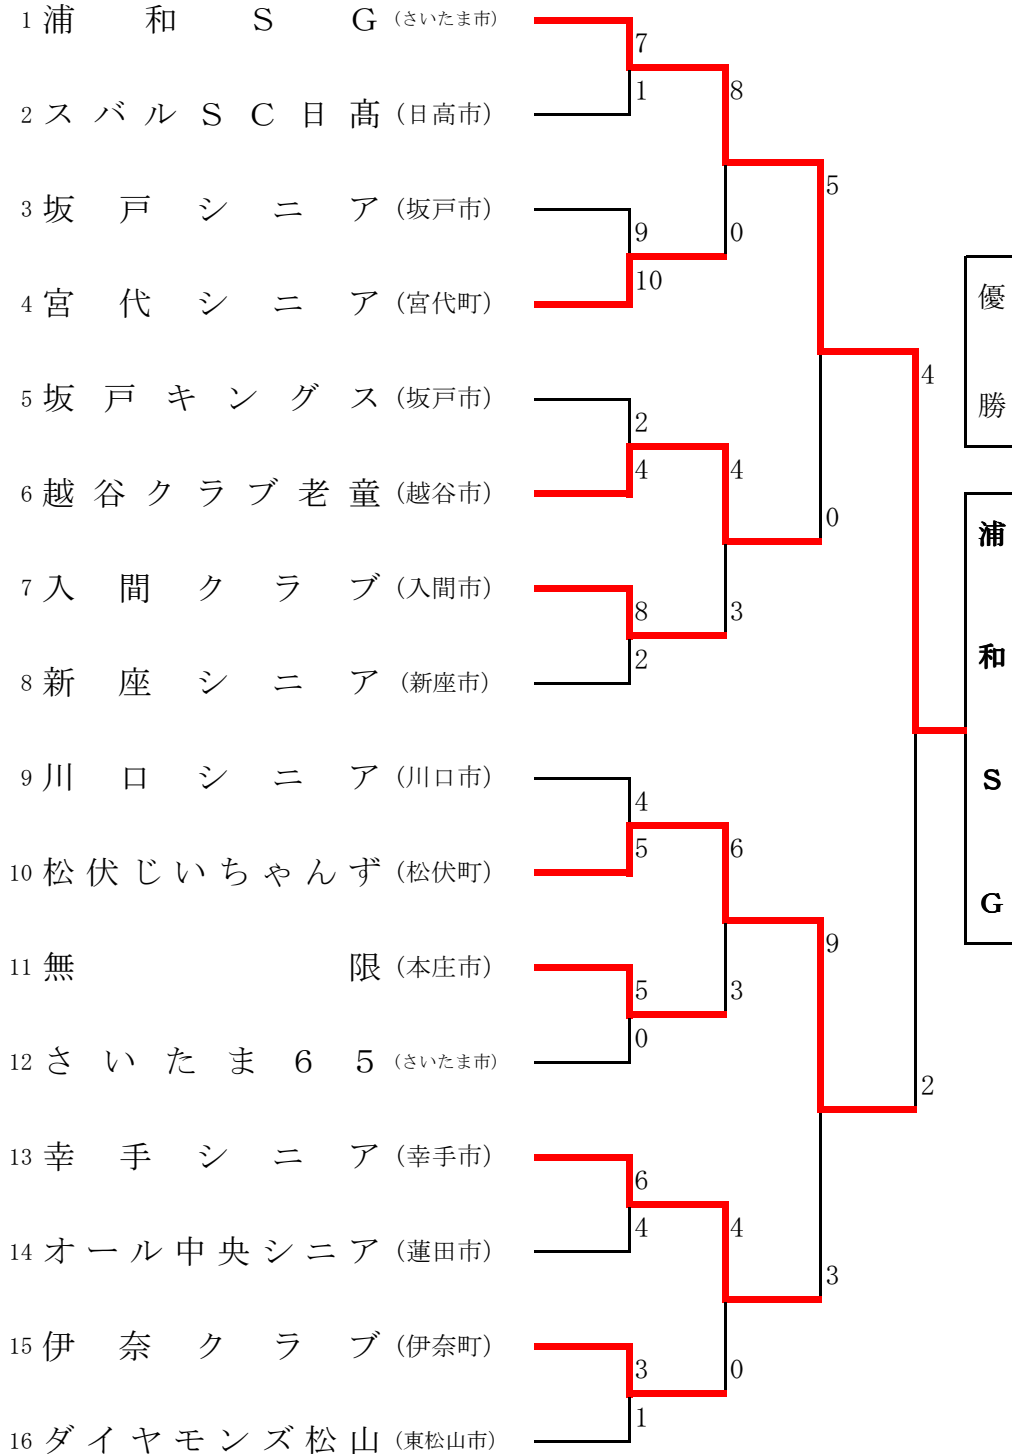 1 浦和ＳＧ (さいたま市)
7
1
8
2 スバルＳＣ日髙 (日高市)
5
3 坂戸シニア (坂戸市)
9
0
10
4 宮代シニア (宮代町)
優勝
4
5 坂戸キングス (坂戸市)
2
4
4
6 越谷クラブ老童 (越谷市)
0
浦和ＳＧ
7 入間クラブ (入間市)
8
3
2
8 新座シニア (新座市)
9 川口シニア (川口市)
4
5
6
10 松伏じいちゃんず (松伏町)
9
11 無限 (本庄市)
5
3
0
12 さいたま６５ (さいたま市)
2
13 幸手シニア (幸手市)
6
4
4
14 オール中央シニア (蓮田市)
3
15 伊奈クラブ (伊奈町)
3
0
1
16 ダイヤモンズ松山 (東松山市)